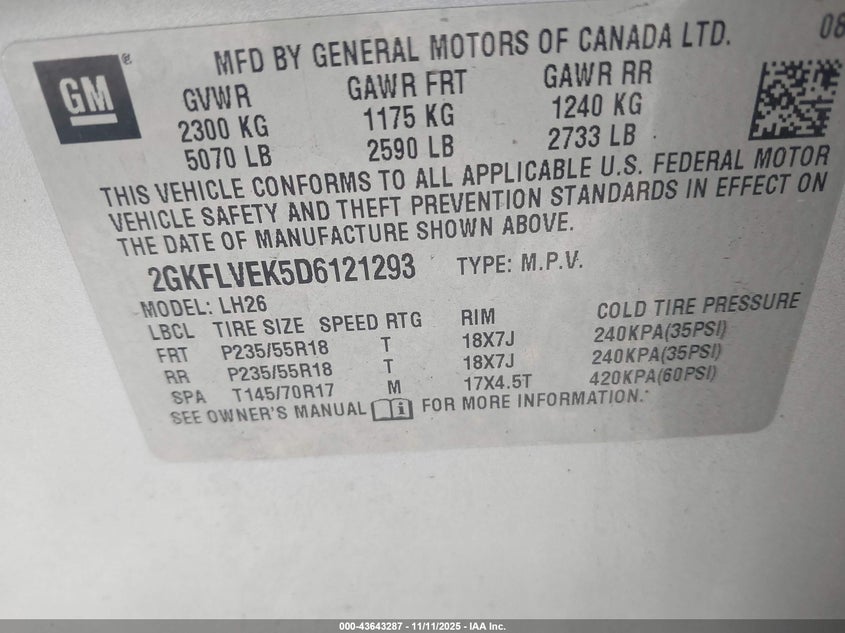 GM
®
MFD BY GENERAL MOTORS OF CANADA LTD.
08
GVWR GAWR FRT GAWR RR
2300 KG 1175 KG 1240 KG
5070 LB 2590 LB 2733 LB
THIS VEHICLE CONFORMS TO ALL APPLICABLE U.S. FEDERAL MOTOR
VEHICLE SAFETY AND THEFT PREVENTION STANDARDS IN EFFECT ON
THE DATE OF MANUFACTURE SHOWN ABOVE.
2GKFLVEK5D6121293 TYPE: M.P.V.
MODEL: LH26
LBCL TIRE SIZE SPEED RTG RIM COLD TIRE PRESSURE
FRT P235/55R18 T 18X7J 240KPA(35PSI)
RR P235/55R18 T 18X7J 240KPA(35PSI)
SPA T145/70R17 M 17X4.5T 420KPA(60PSI)
SEE OWNER'S MANUAL FOR MORE INFORMATION.
000-43643287 - 11/11/2025 - IAA Inc.